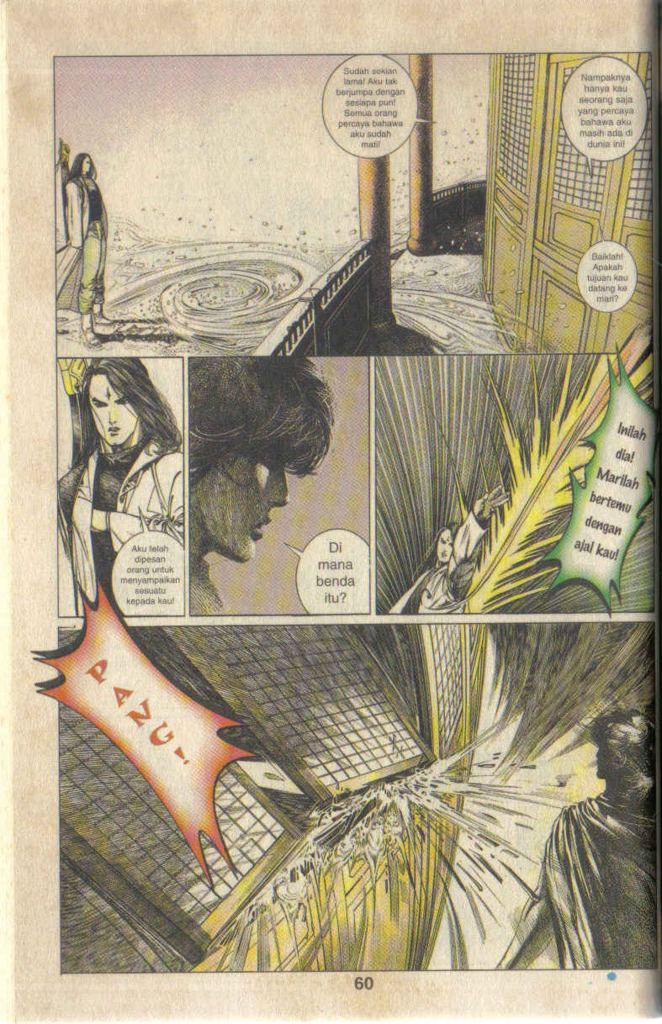 Sudah sekian
lama! Aku tak
berjumpa dengan
sesiapa pun!
Semua orang
percaya bahawa
aku sudah
mati!
Nampaknya
hanya kau
seorang saja
yang percaya
bahawa aku
masih ada di
dunia ini!
Baiklah!
Apakah
tujuan kau
datang ke
mari?
Aku telah
dipesan
orang untuk
menyampaikan
sesuatu
kepada kau!
Di
mana
benda
itu?
Inilah
dia!
Marilah
bertemu
dengan
ajal kau!
PANG!
60